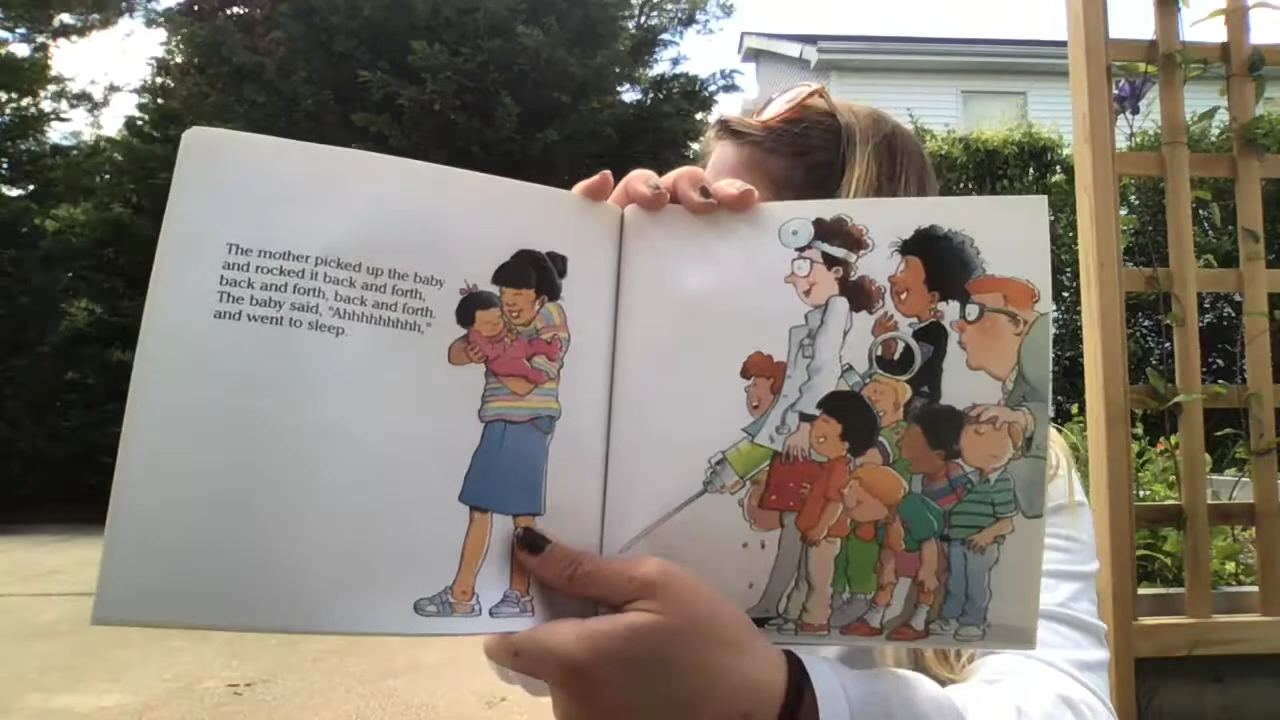 The mother picked up the baby
and rocked it back and forth,
back and forth, back and forth.
The baby said, "Ahhhhhhhhh,"
and went to sleep.